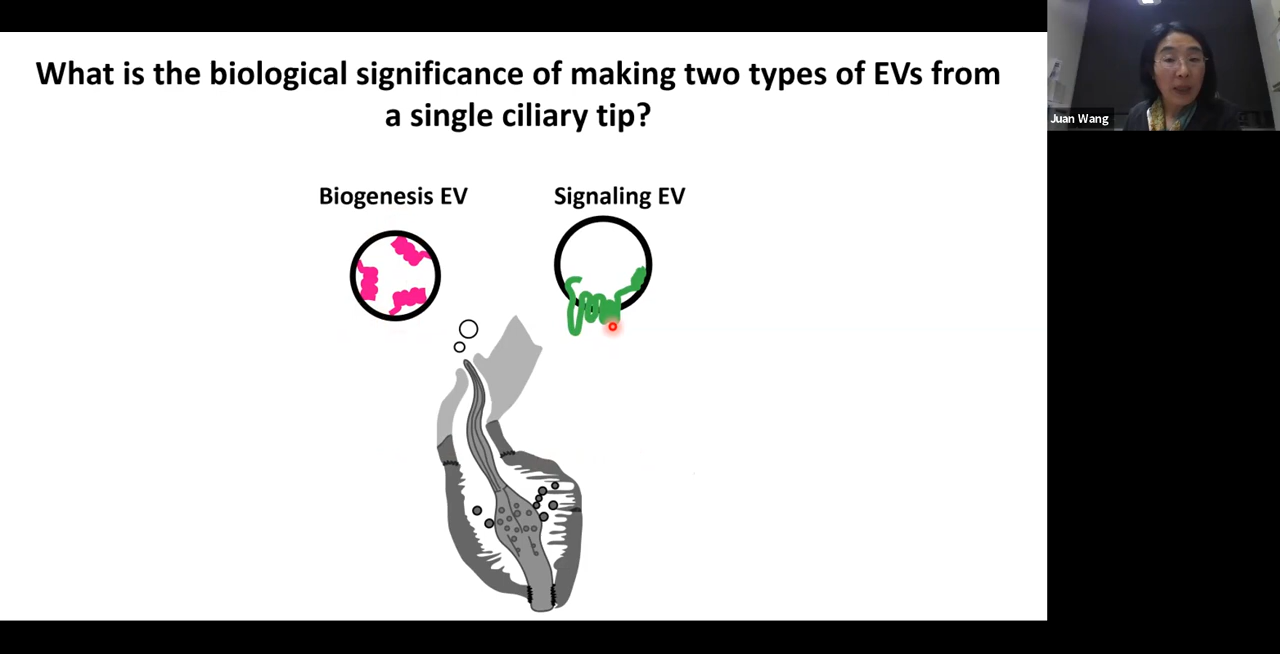 What is the biological significance of making two types of EVs from
a single ciliary tip?
Biogenesis EV
Signaling EV
Juan Wang